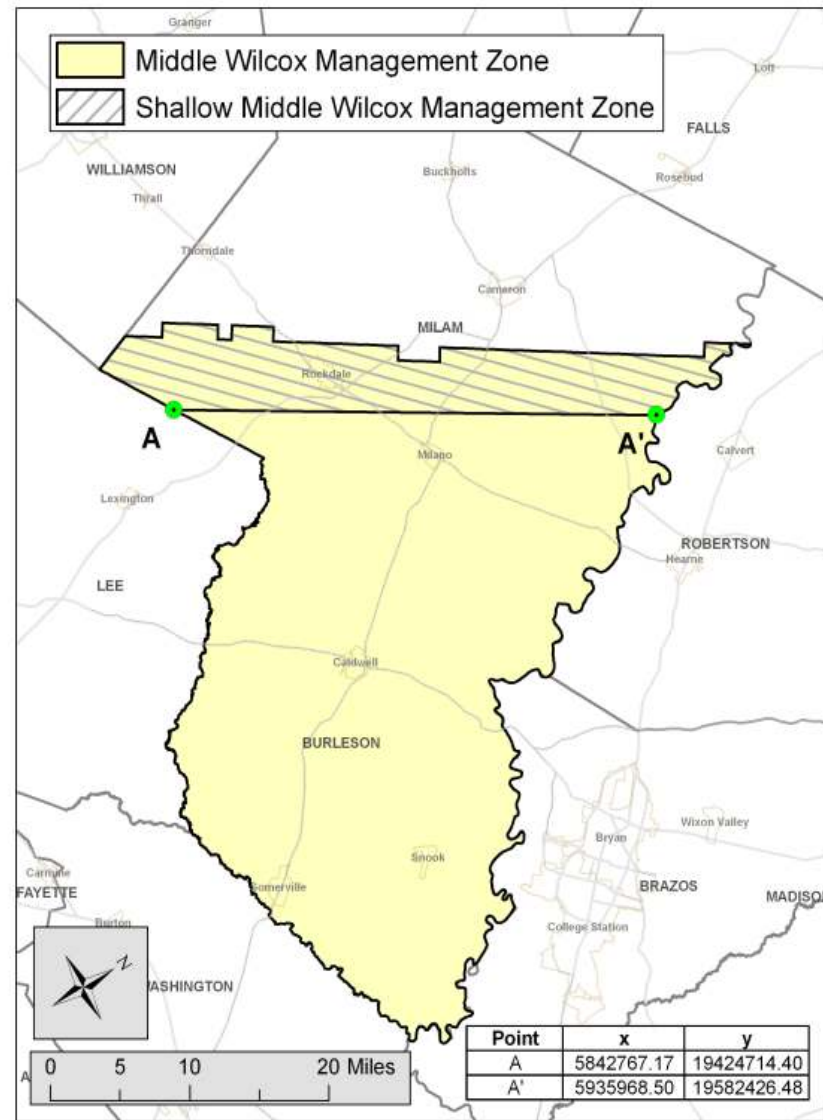 Granger
Middle Wilcox Management Zone
Shallow Middle Wilcox Management Zone
Lott
FALLS
WILLIAMSON
Buckholts
Rosebud
Thrall
Thorndale
Cameron
MILAM
Rockdale
A
A'
Milano
Calvert
Lexington
ROBERTSON
Hearne
LEE
Caldwell
BURLESON
Wixon Valley
Bryan
Snook
Carmine
Somerville
BRAZOS
FAYETTE
MADISON
Burton
College Station
N
WASHINGTON
Point x y
A 5842767.17 19424714.40
A' 5935968.50 19582426.48
0 5 10 20 Miles
A